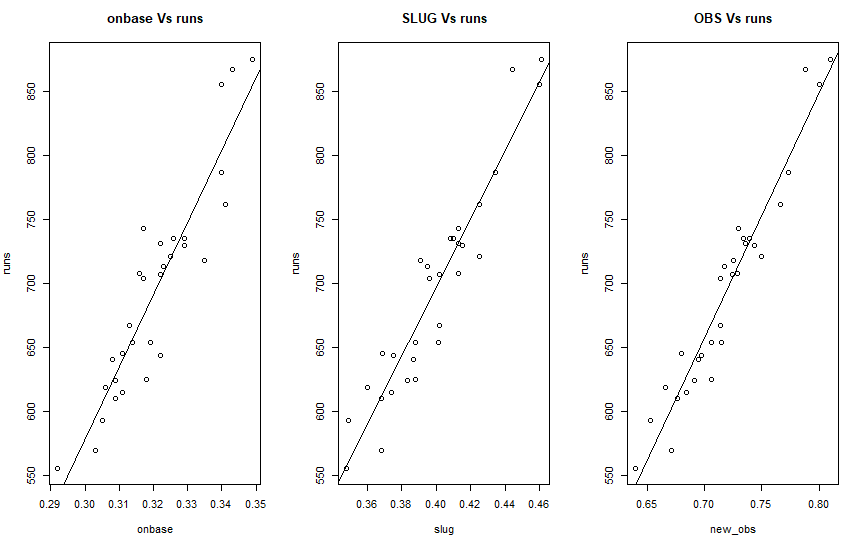 onbase Vs runs
runs
550
600
650
700
750
800
850
0.29 0.30 0.31 0.32 0.33 0.34 0.35
onbase
SLUG Vs runs
runs
550
600
650
700
750
800
850
0.36 0.38 0.40 0.42 0.44 0.46
slug
OBS Vs runs
runs
550
600
650
700
750
800
850
0.65 0.70 0.75 0.80
new_obs